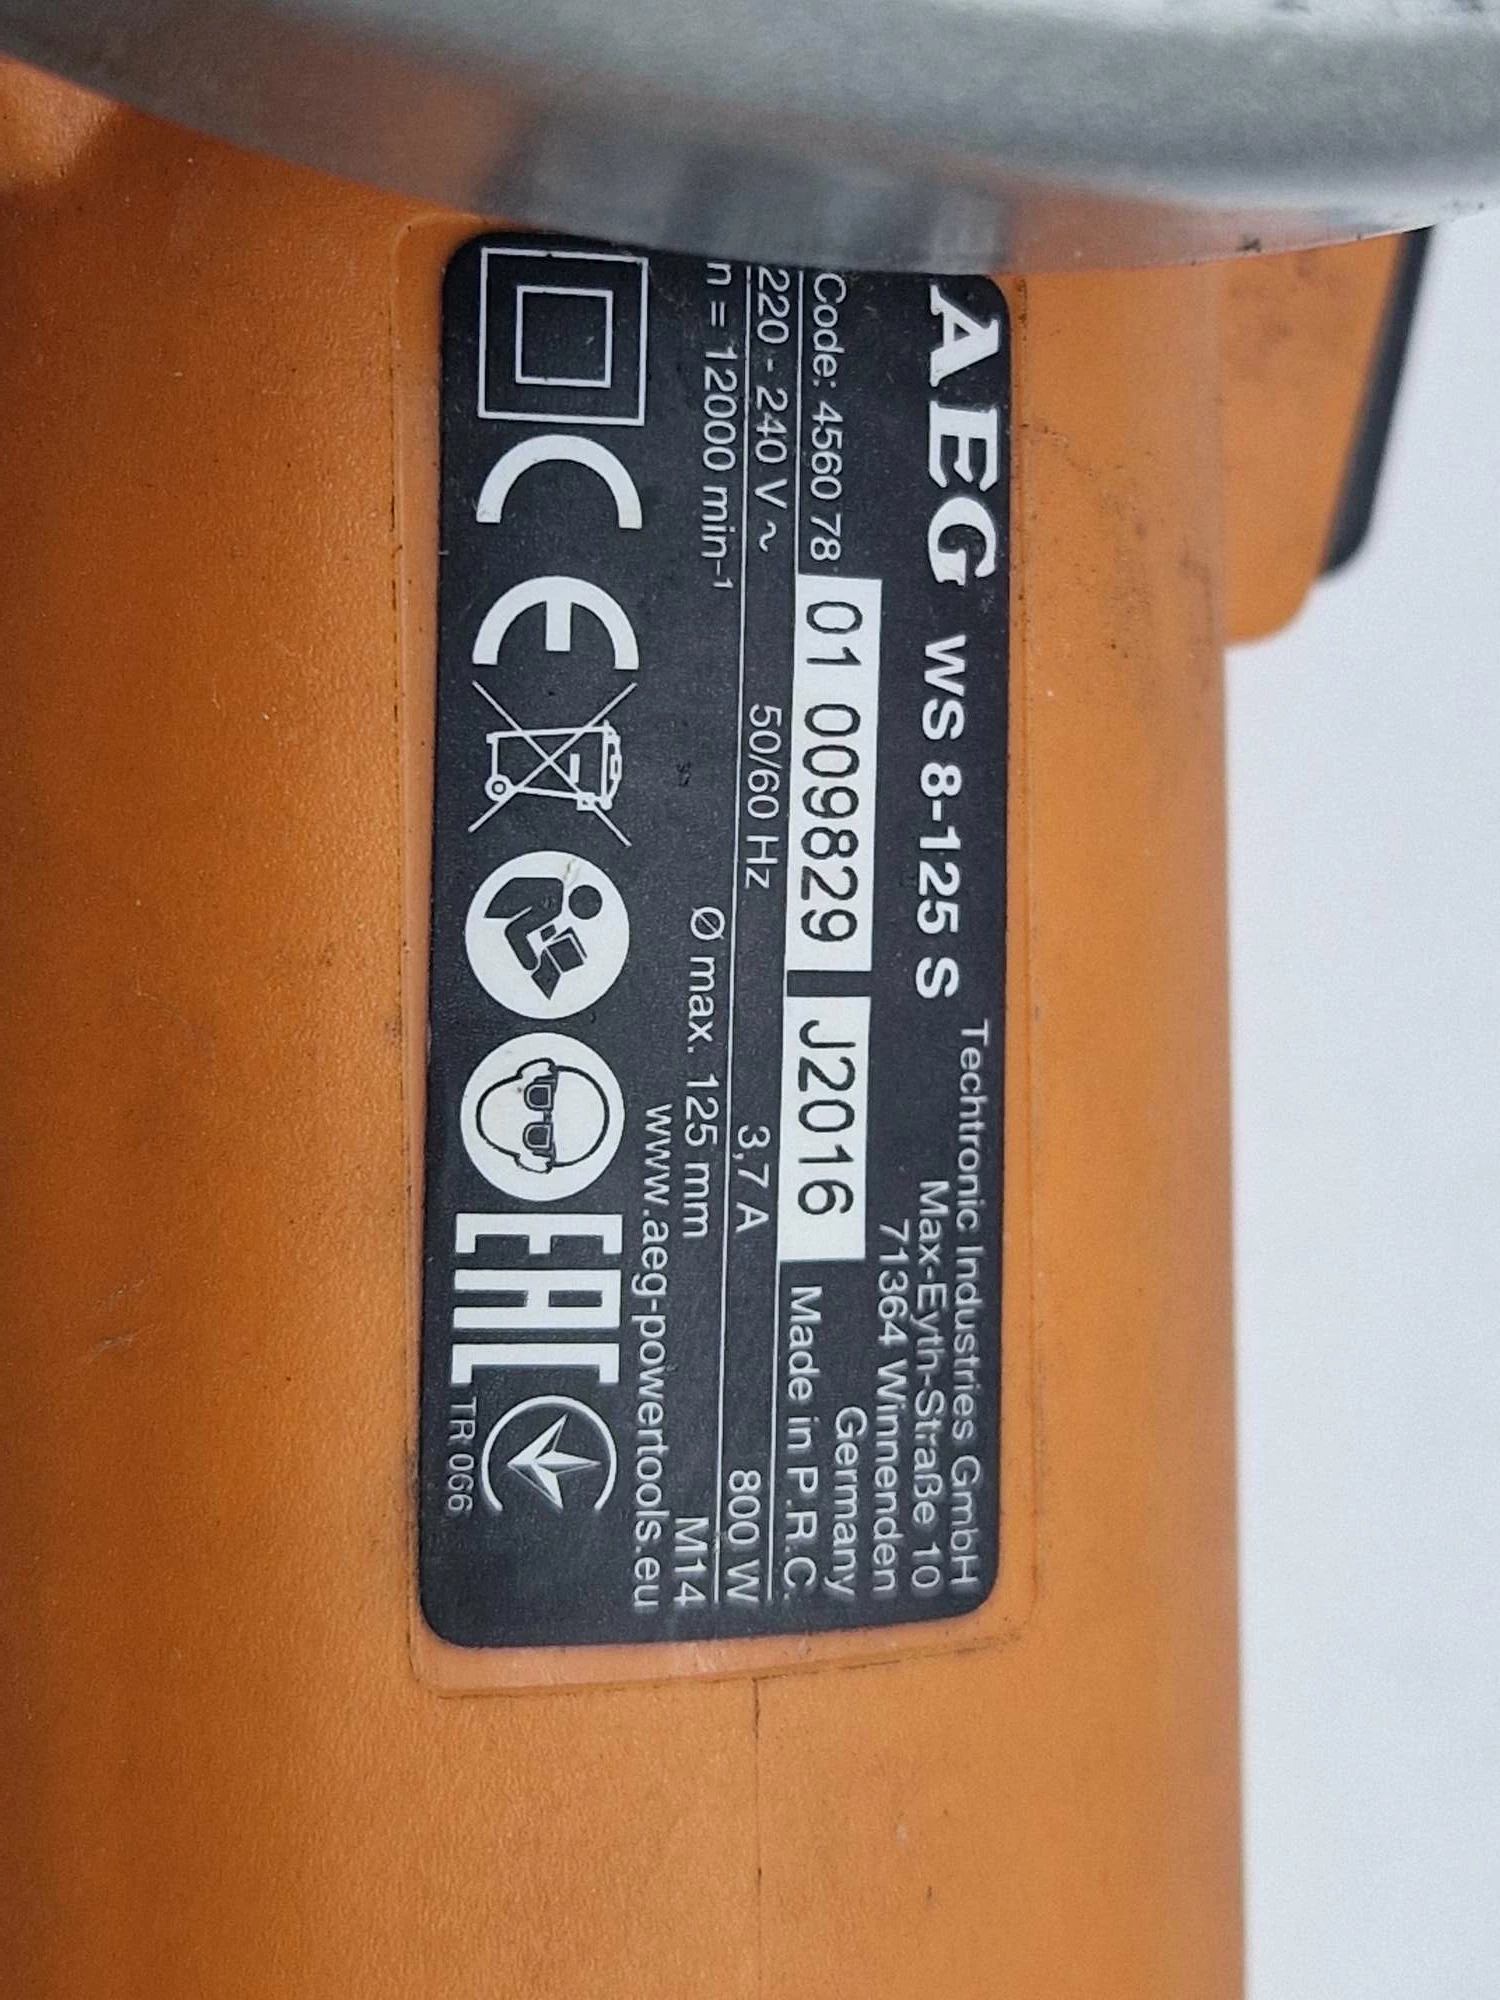 AEG WS 8-125 S
Techtronic Industries GmbH
Max-Eyth-Straße 10
71364 Winnenden
Germany
Code: 4560 78 01 009829 J2016 Made in P.R.C.
220 - 240 V ~ 50/60 Hz 3,7 A 800 W
n = 12000 min⁻¹ Ø max. 125 mm M14
www.aeg-powertools.eu
CE EAC
TR 066